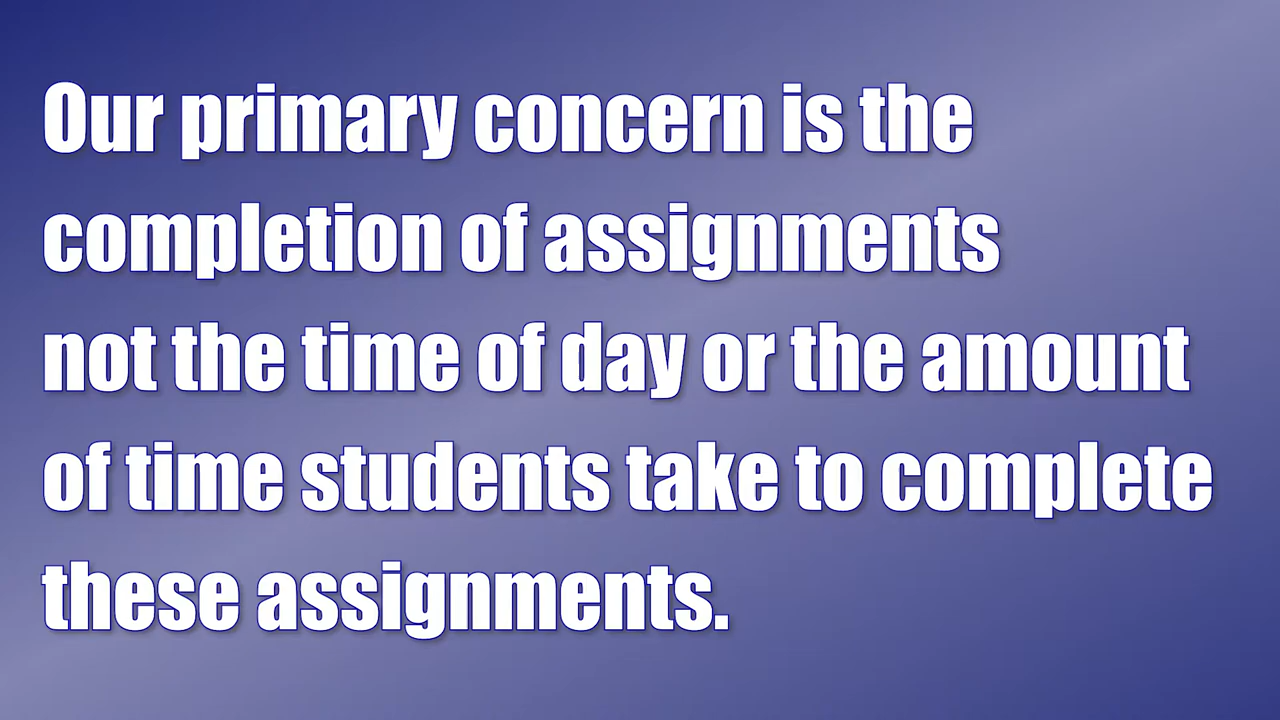 Our primary concern is the
completion of assignments
not the time of day or the amount
of time students take to complete
these assignments.